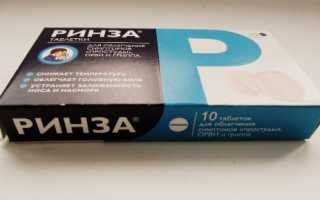 РИНЗА®
ТАБЛЕТКИ
ДЛЯ ОБЛЕГЧЕНИЯ
СИМПТОМОВ
«ПРОСТУДЫ»,
ОРВИ И ГРИППА
СНИЖАЕТ ТЕМПЕРАТУРУ
ОБЛЕГЧАЕТ ГОЛОВНУЮ БОЛЬ
УСТРАНЯЕТ ЗАЛОЖЕННОСТЬ
НОСА И НАСМОРК
Р
РИНЗА®
10 таблеток
для облегчения
симптомов «простуды»,
ОРВИ и гриппа